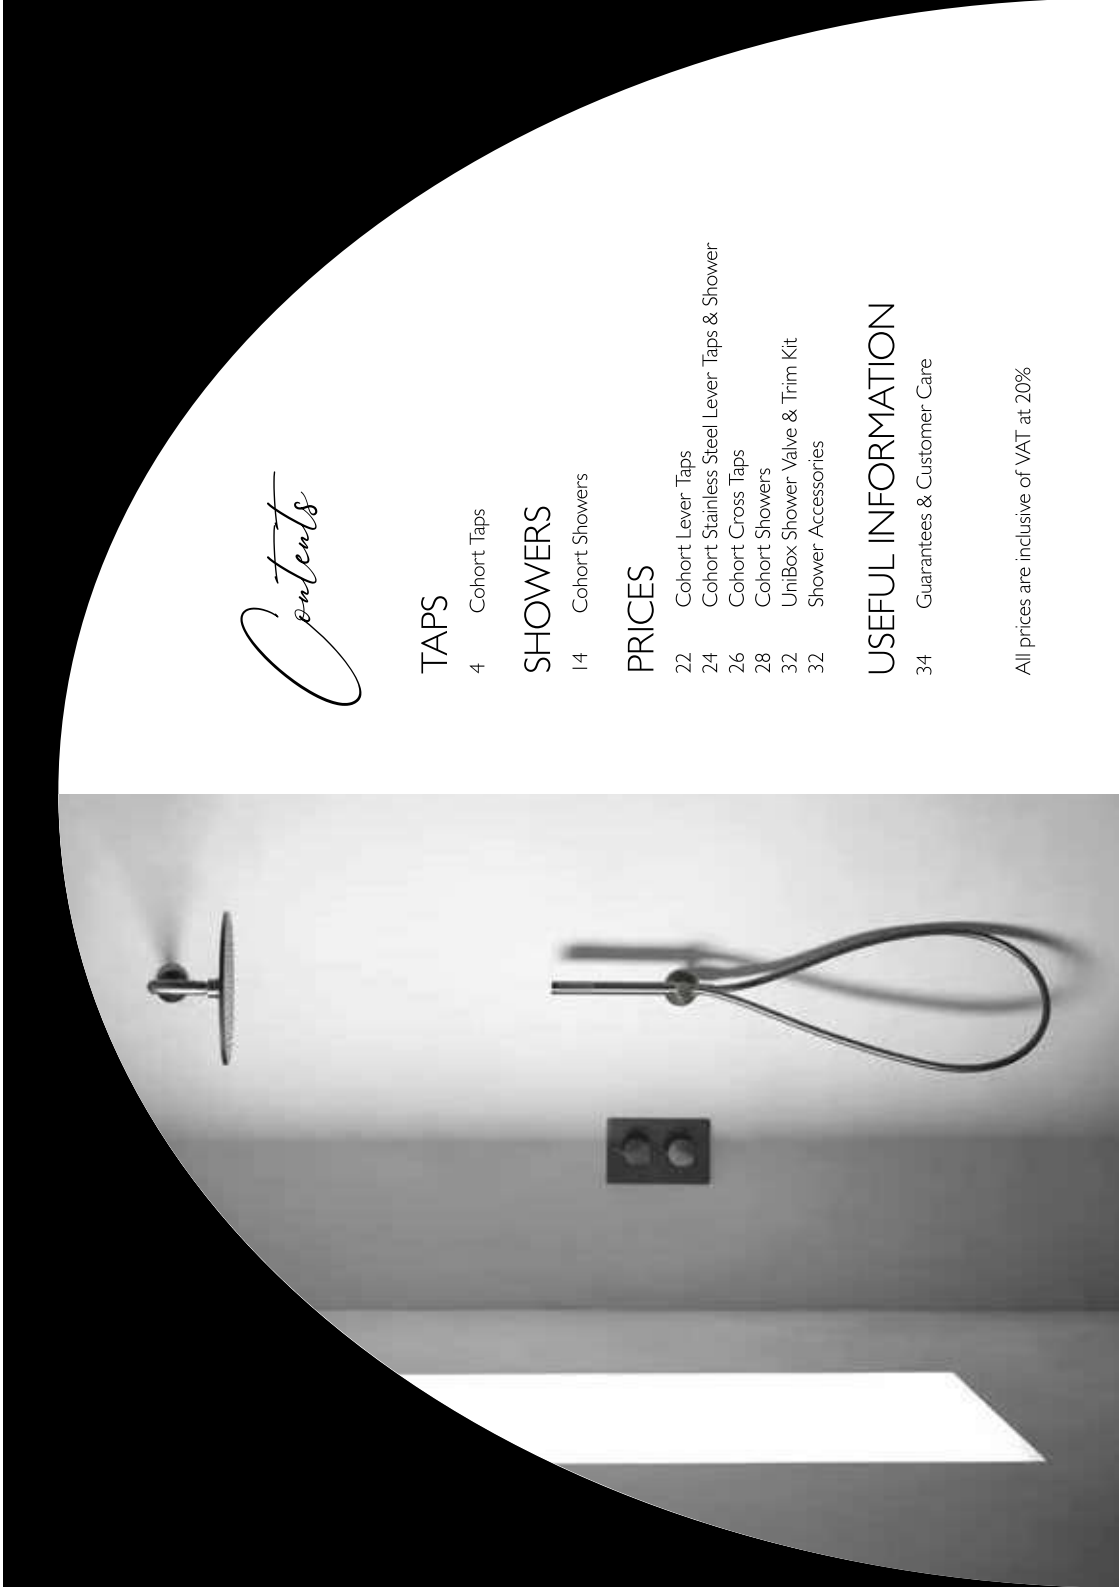 Contents
TAPS
4 Cohort Taps
SHOWERS
14 Cohort Showers
PRICES
22 Cohort Lever Taps
24 Cohort Stainless Steel Lever Taps & Shower
26 Cohort Cross Taps
28 Cohort Showers
32 UniBox Shower Valve & Trim Kit
32 Shower Accessories
USEFUL INFORMATION
34 Guarantees & Customer Care
All prices are inclusive of VAT at 20%